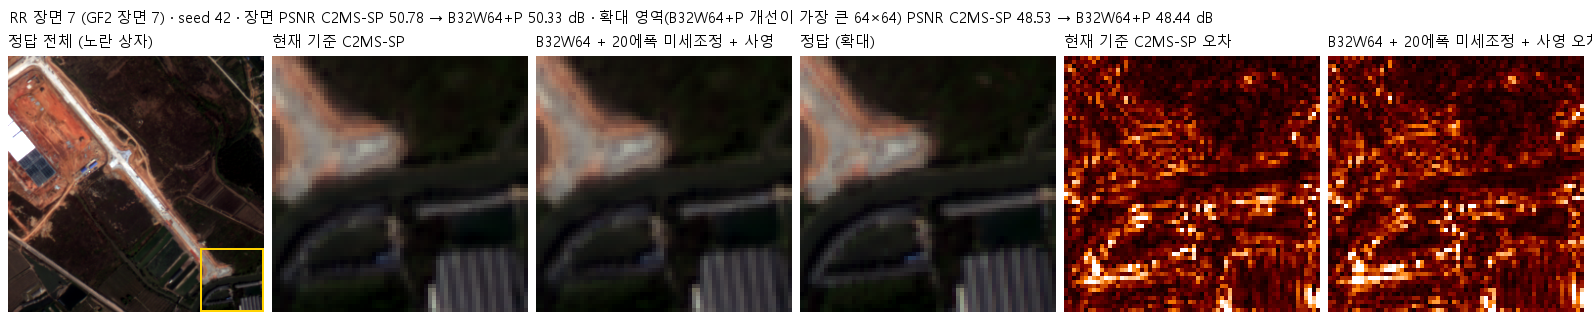 RR 장면 7 (GF2 장면 7) · seed 42 · 장면 PSNR C2MS-SP 50.78 → B32W64+P 50.33 dB · 확대 영역(B32W64+P 개선이 가장 큰 64×64) PSNR C2MS-SP 48.53 → B32W64+P 48.44 dB
정답 전체 (노란 상자)
현재 기준 C2MS-SP
B32W64 + 20에폭 미세조정 + 사영
정답 (확대)
현재 기준 C2MS-SP 오차
B32W64 + 20에폭 미세조정 + 사영 오